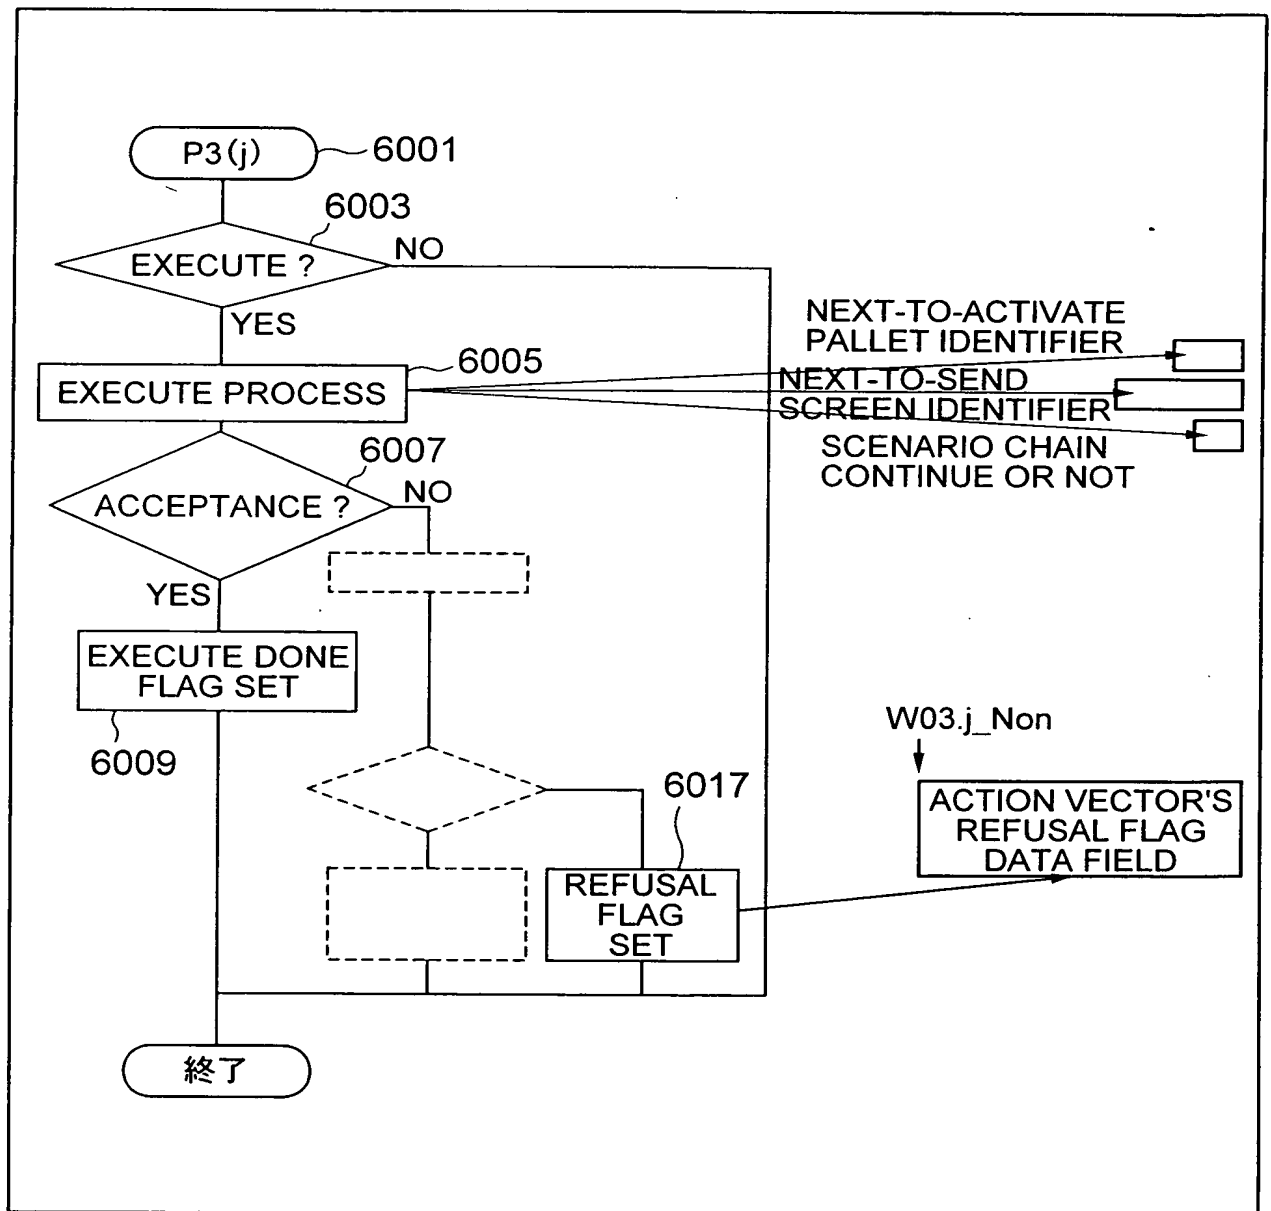 P3(j)
6001
6003
EXECUTE ?
NO
YES
6005
EXECUTE PROCESS
NEXT-TO-ACTIVATE
PALLET IDENTIFIER
NEXT-TO-SEND
SCREEN IDENTIFIER
SCENARIO CHAIN
CONTINUE OR NOT
6007
ACCEPTANCE ?
NO
YES
EXECUTE DONE
FLAG SET
6009
6017
REFUSAL
FLAG
SET
W03.j_Non
ACTION VECTOR'S
REFUSAL FLAG
DATA FIELD
終了